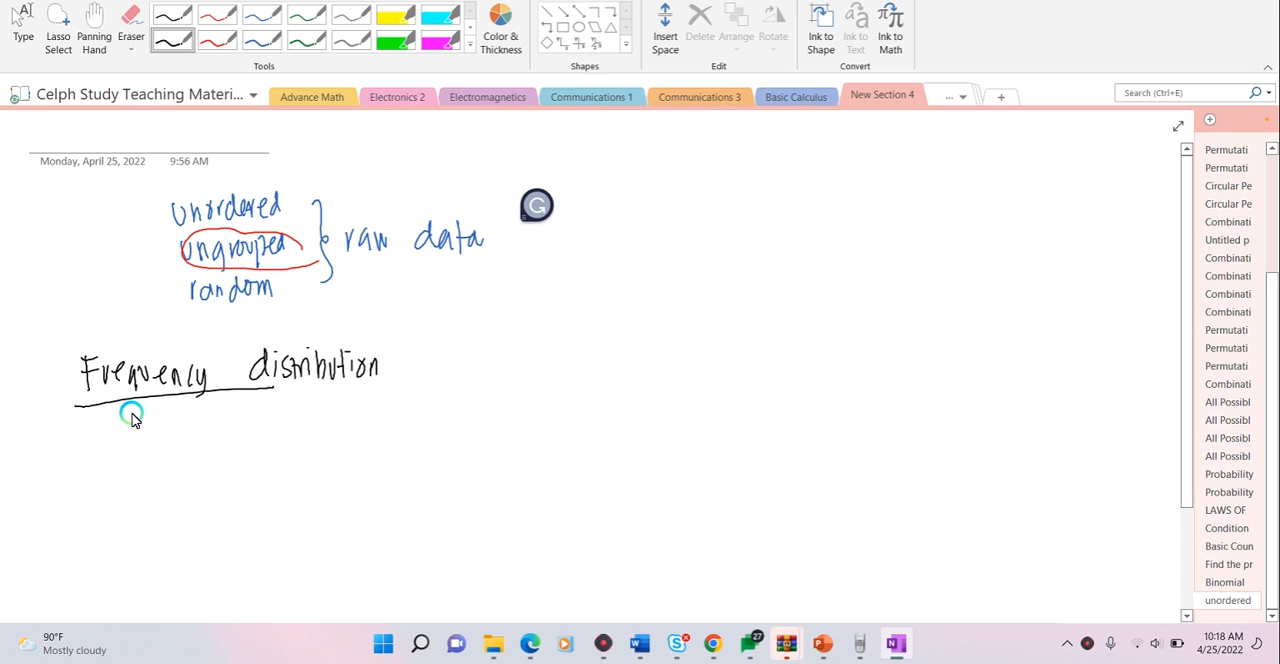 Type
Lasso Select
Panning Hand
Eraser
Color & Thickness
Insert Space
Delete
Arrange
Rotate
Ink to Shape
Ink to Text
Ink to Math
Tools
Shapes
Edit
Convert
Celph Study Teaching Materi...
Advance Math
Electronics 2
Electromagnetics
Communications 1
Communications 3
Basic Calculus
New Section 4
...
Search (Ctrl+E)
Monday, April 25, 2022 9:56 AM
unordered
ungrouped
random
raw data
Frequency distribution
Permutati
Permutati
Circular Pe
Circular Pe
Combinati
Untitled p
Combinati
Combinati
Combinati
Combinati
Permutati
Permutati
Permutati
Combinati
All Possibl
All Possibl
All Possibl
All Possibl
Probability
Probability
LAWS OF
Condition
Basic Coun
Find the pr
Binomial
unordered
90°F
Mostly cloudy
27
10:18 AM
4/25/2022